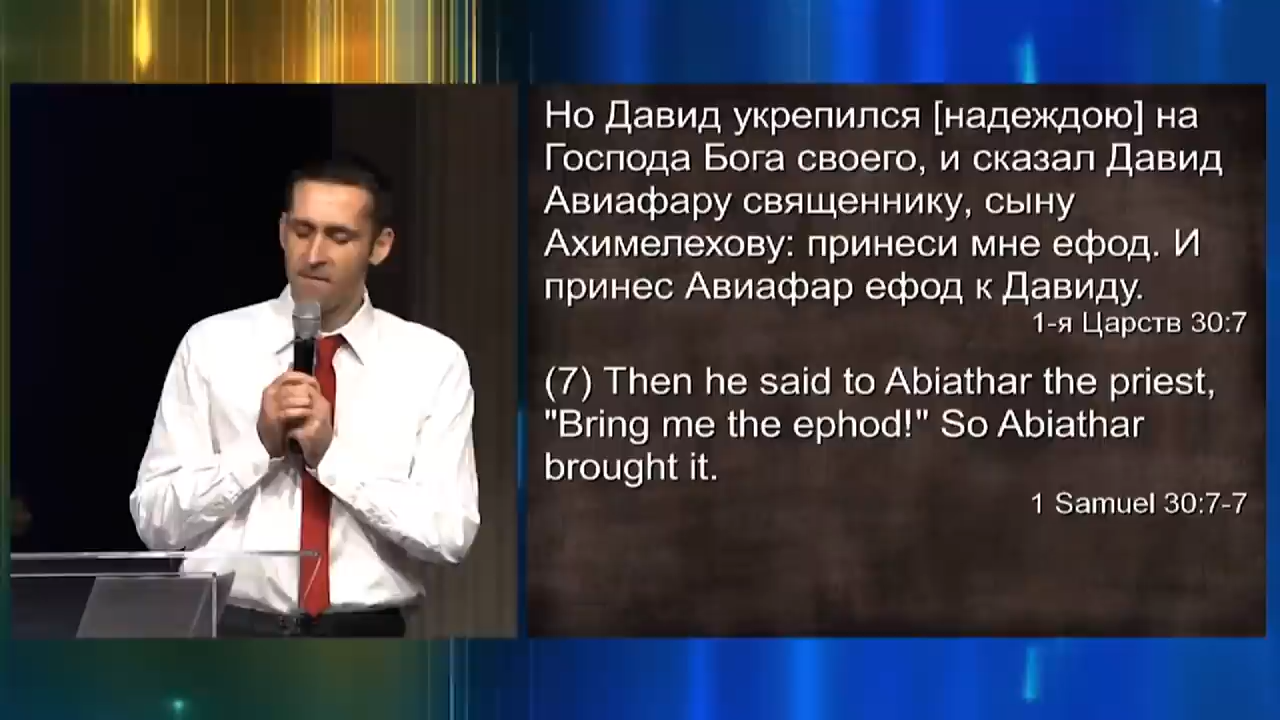 Но Давид укрепился [надеждою] на
Господа Бога своего, и сказал Давид
Авиафару священнику, сыну
Ахимелехову: принеси мне ефод. И
принес Авиафар ефод к Давиду.
1-я Царств 30:7
(7) Then he said to Abiathar the priest,
"Bring me the ephod!" So Abiathar
brought it.
1 Samuel 30:7-7